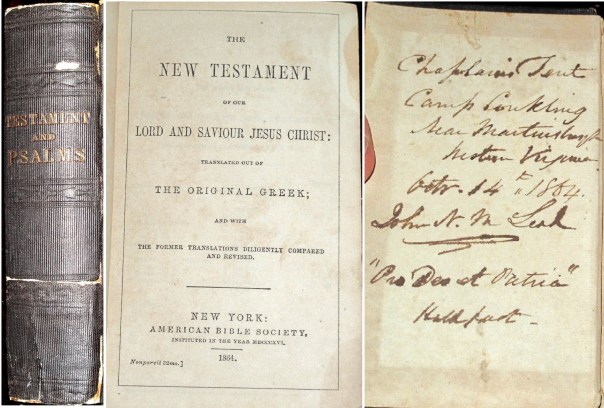 TESTAMENT
AND
PSALMS
THE
NEW TESTAMENT
OF OUR
LORD AND SAVIOUR JESUS CHRIST:
TRANSLATED OUT OF
THE ORIGINAL GREEK;
AND WITH
THE FORMER TRANSLATIONS DILIGENTLY COMPARED
AND REVISED.
NEW YORK:
AMERICAN BIBLE SOCIETY,
INSTITUTED IN THE YEAR MDCCCXVI.
1864.
Nonpareil 32mo.]
Chaplains Tent
Camp Conkling
Near Martinsburgh
Western Virginia
Octr. 14th 1864.
John N. M Leod
"Pro Deo et Patria"
Hold fast -